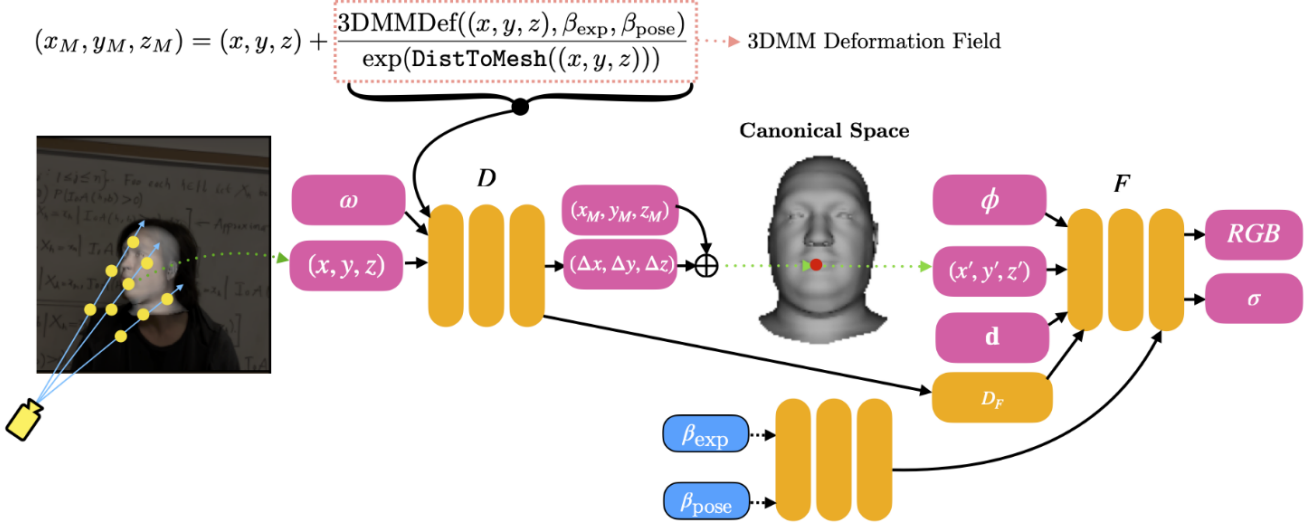 (x_M, y_M, z_M) = (x, y, z) + 3DMMDef((x, y, z), β_exp, β_pose) / exp(DistToMesh((x, y, z)))
3DMM Deformation Field
Canonical Space
D
F
ω
(x, y, z)
(x_M, y_M, z_M)
(Δx, Δy, Δz)
ϕ
(x′, y′, z′)
d
D_F
RGB
σ
β_exp
β_pose